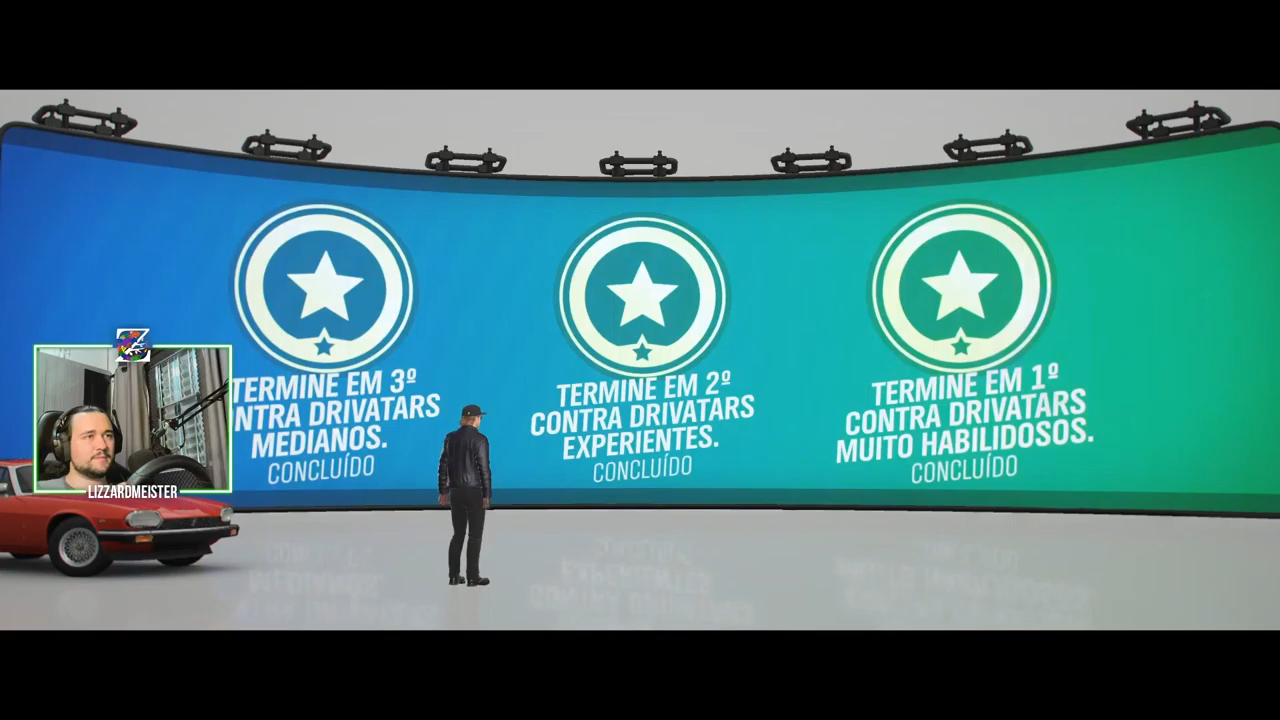 TERMINE EM 3º
NTRA DRIVATARS
MEDIANOS.
CONCLUÍDO
TERMINE EM 2º
CONTRA DRIVATARS
EXPERIENTES.
CONCLUÍDO
TERMINE EM 1º
CONTRA DRIVATARS
MUITO HABILIDOSOS.
CONCLUÍDO
LIZZARDMEISTER